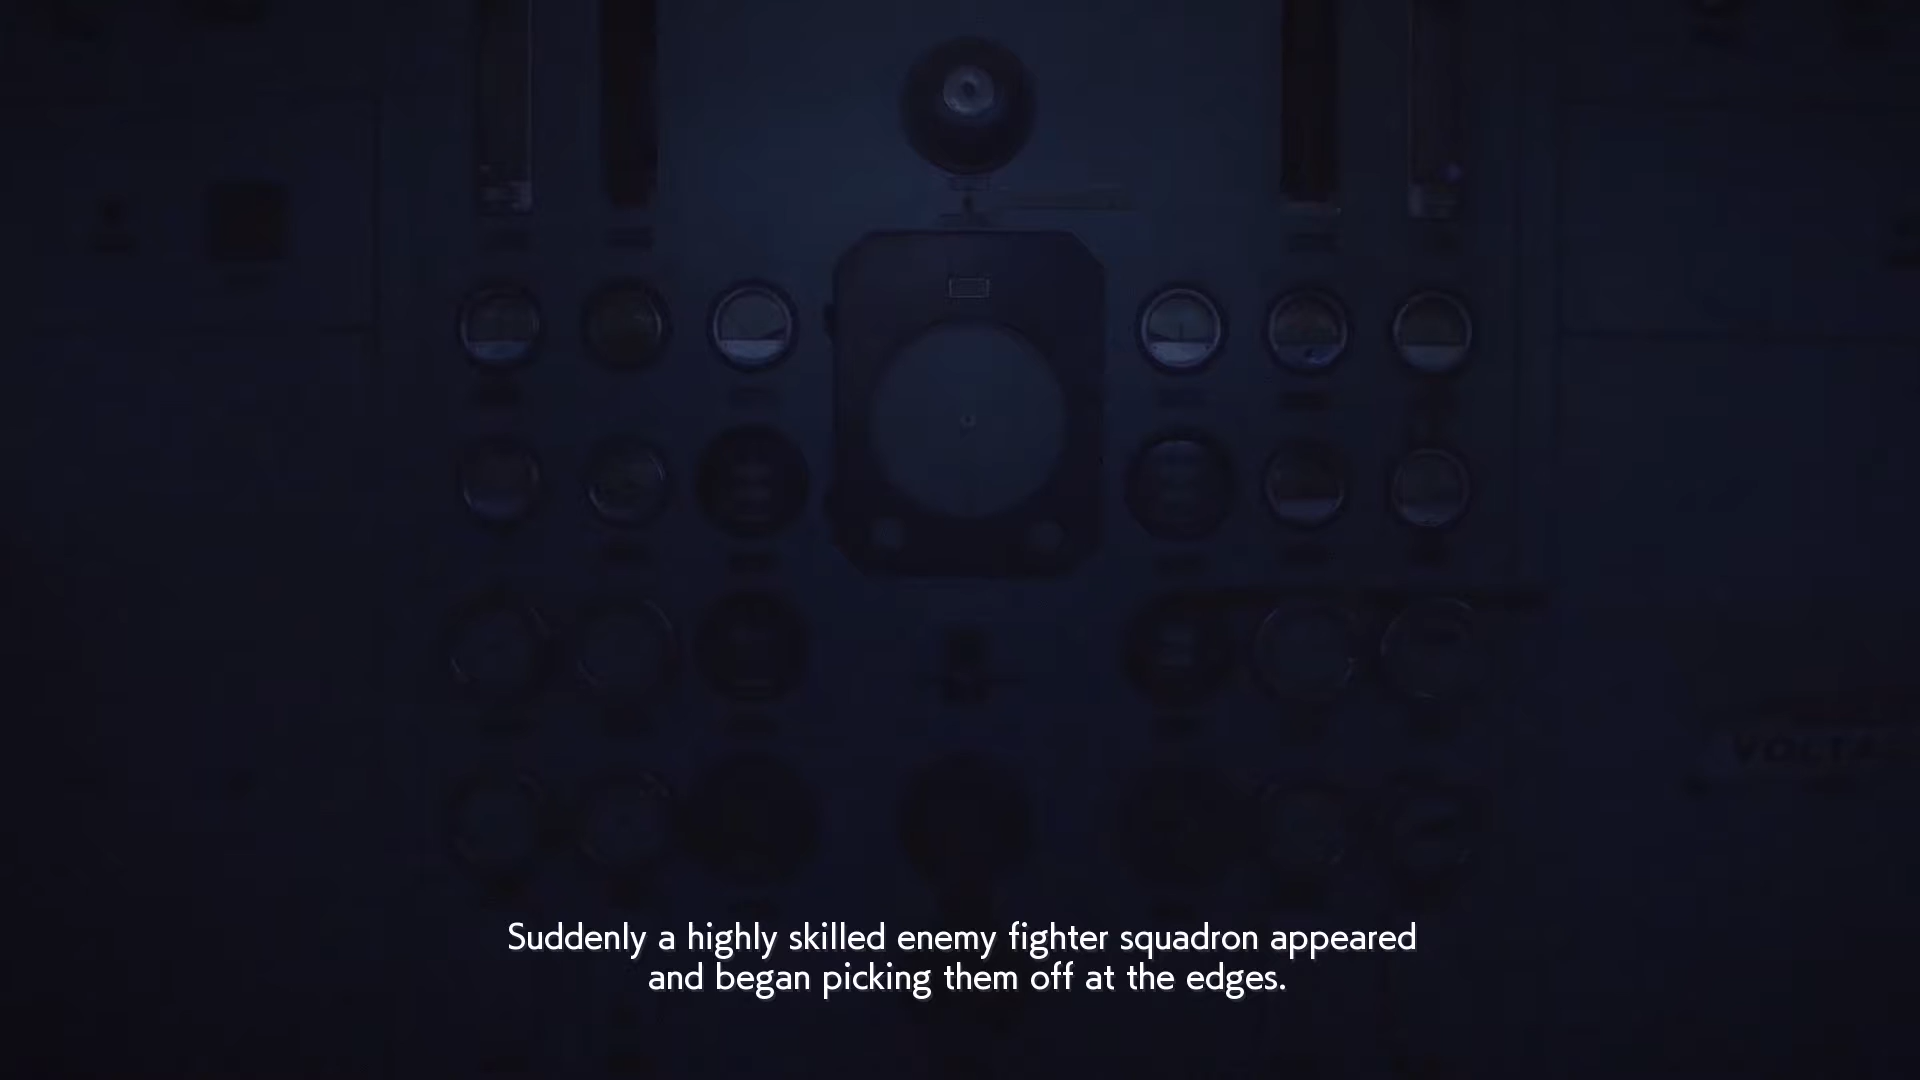 Suddenly a highly skilled enemy fighter squadron appeared
and began picking them off at the edges.